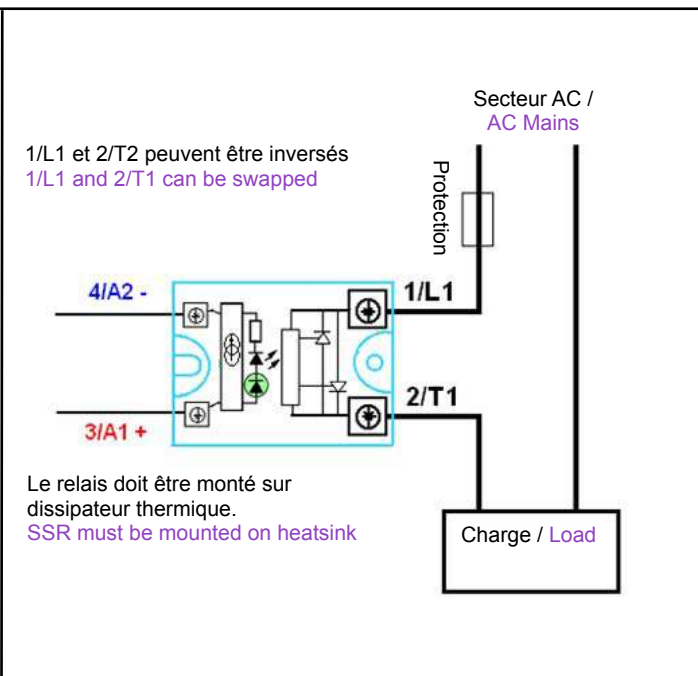 Secteur AC /
AC Mains
1/L1 et 2/T2 peuvent être inversés
1/L1 and 2/T1 can be swapped
Protection
4/A2 -
1/L1
2/T1
3/A1 +
Le relais doit être monté sur
dissipateur thermique.
SSR must be mounted on heatsink
Charge / Load